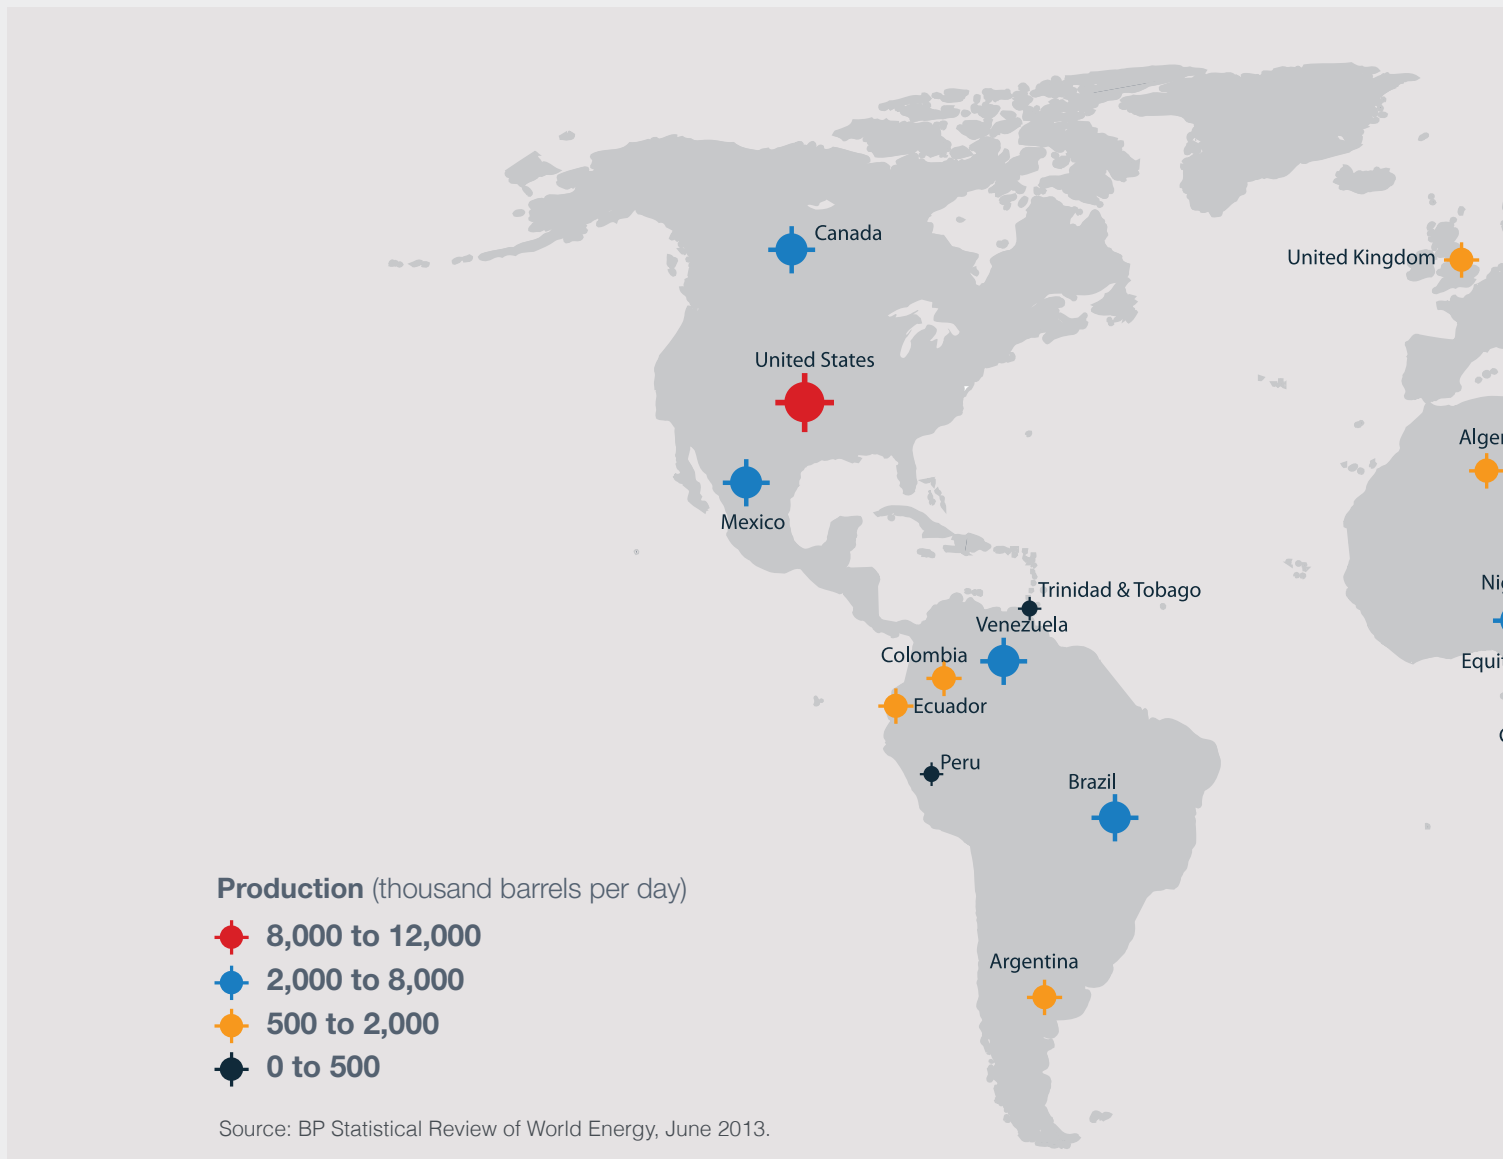 Canada
United Kingdom
United States
Mexico
Trinidad & Tobago
Venezuela
Colombia
Ecuador
Peru
Brazil
Argentina
Production (thousand barrels per day)
8,000 to 12,000
2,000 to 8,000
500 to 2,000
0 to 500
Source: BP Statistical Review of World Energy, June 2013.